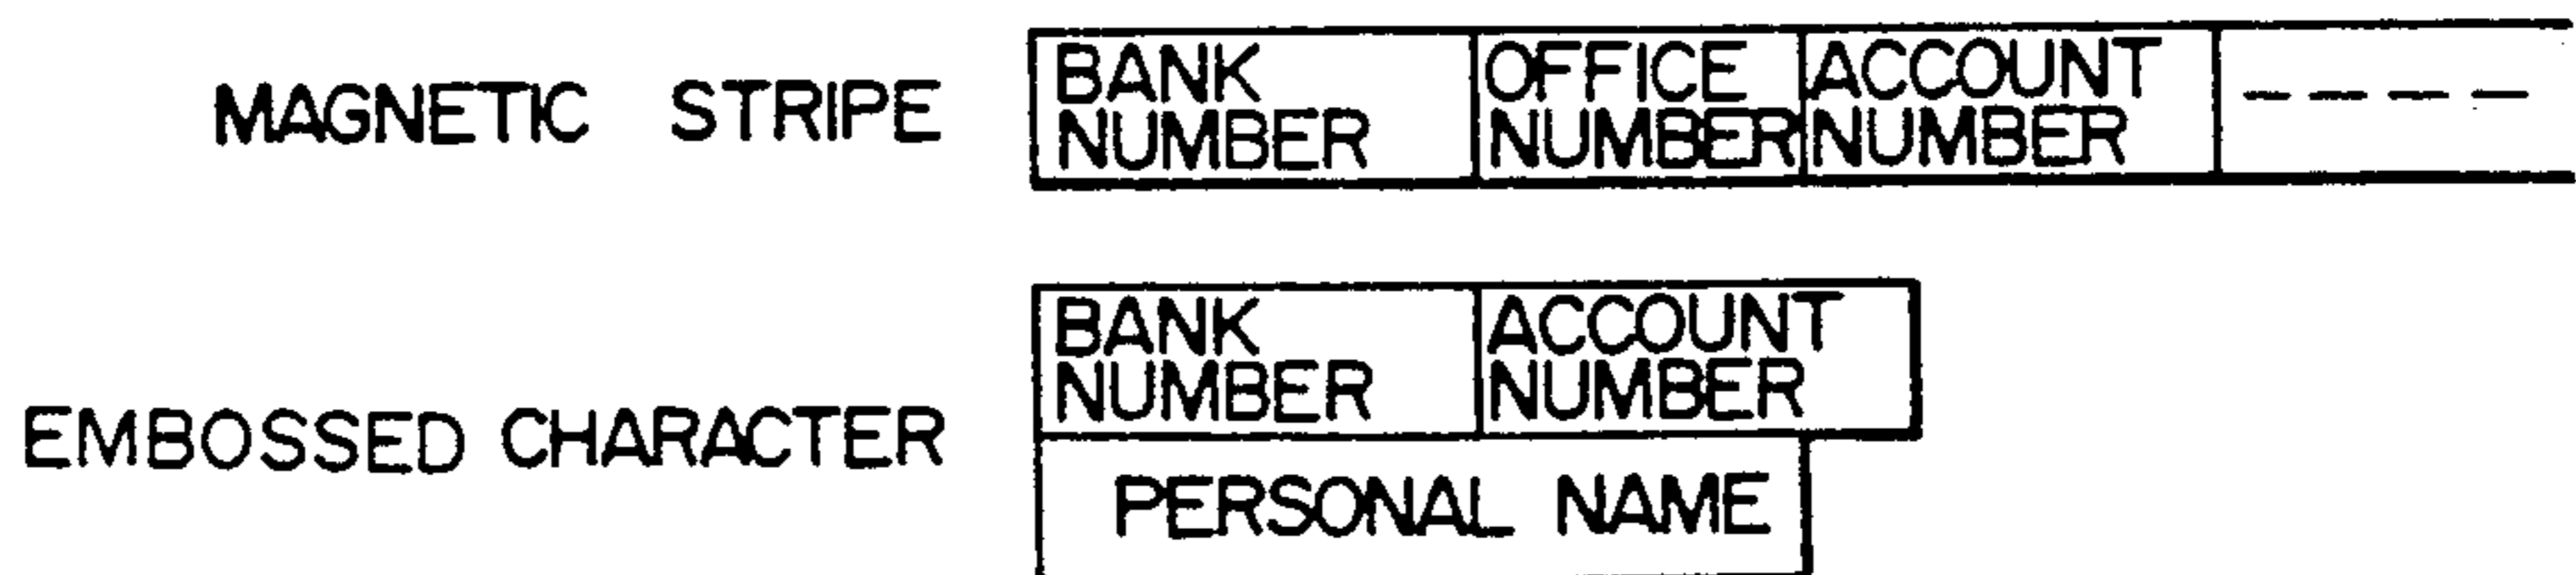 MAGNETIC STRIPE
BANK NUMBER
OFFICE NUMBER
ACCOUNT NUMBER
-----
EMBOSSED CHARACTER
BANK NUMBER
ACCOUNT NUMBER
PERSONAL NAME